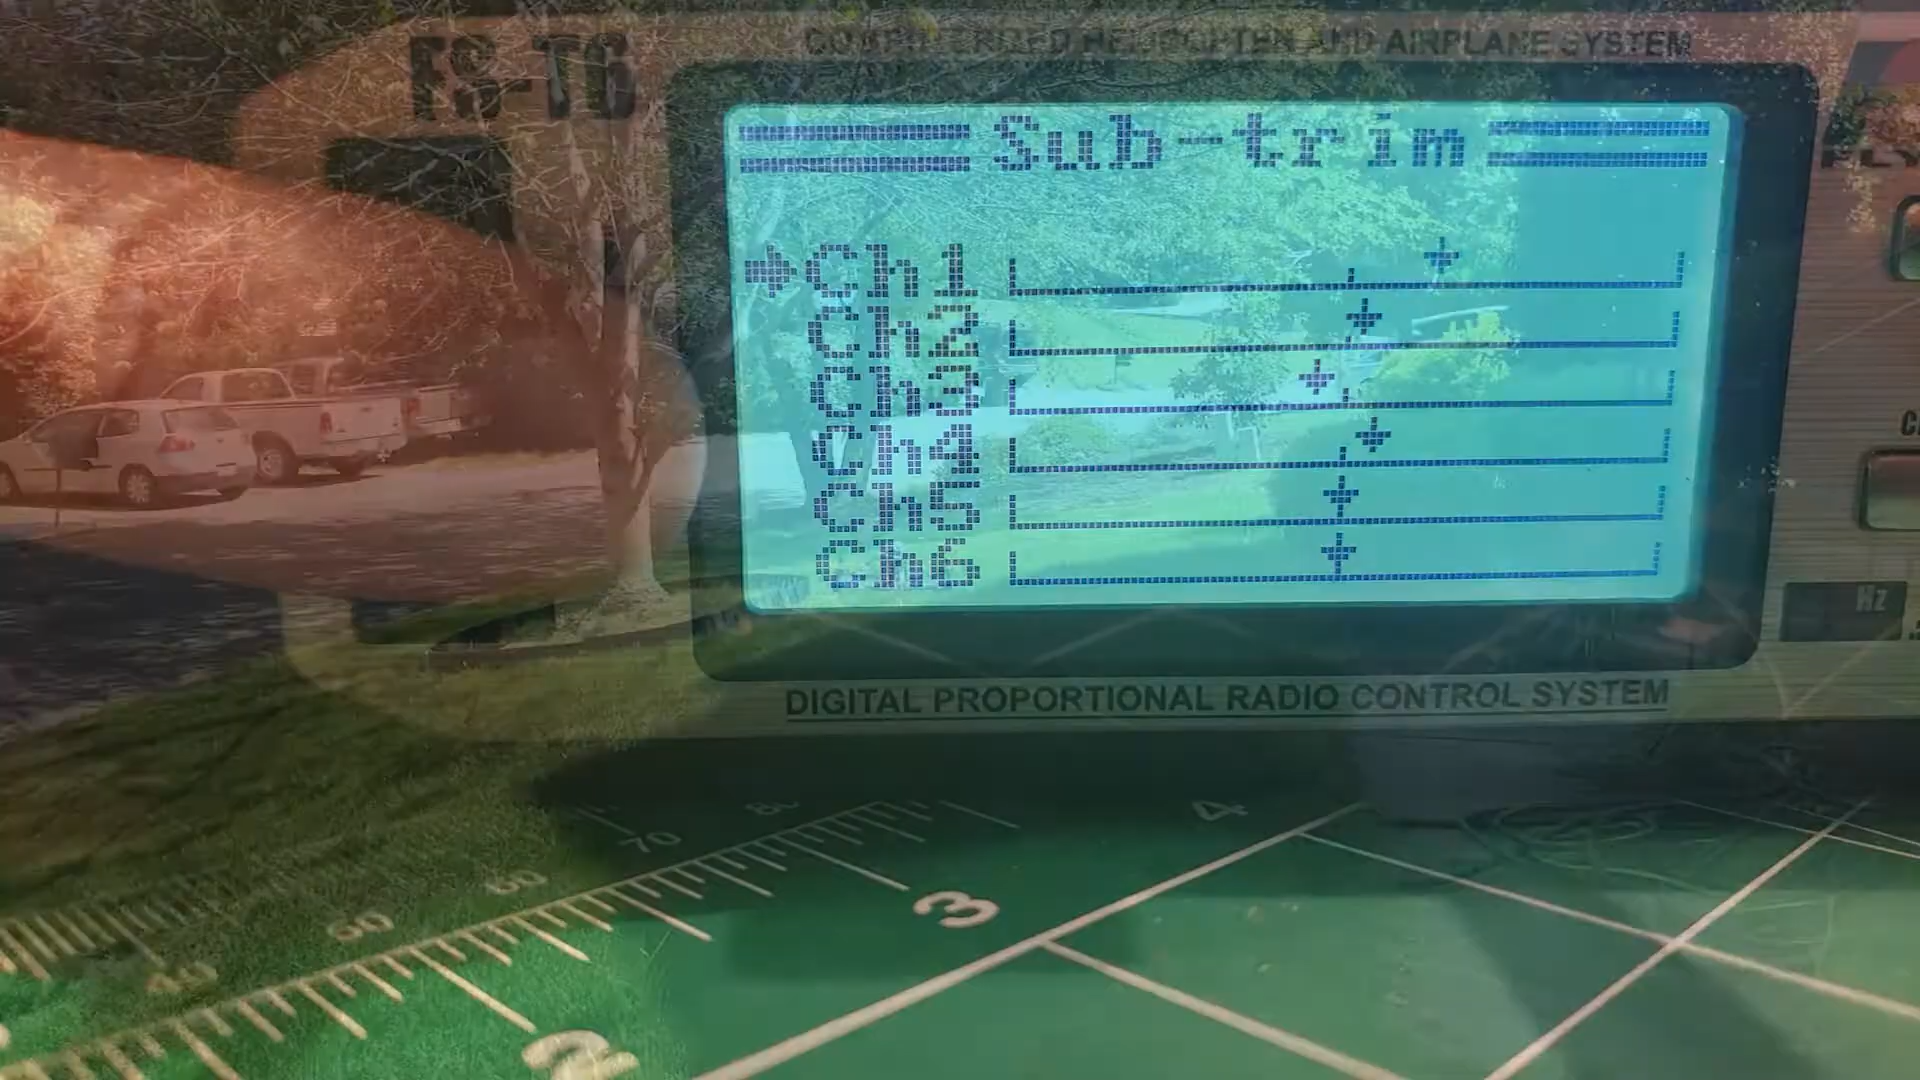 FS-T6
COMPUTERIZED HELICOPTER AND AIRPLANE SYSTEM
Sub-trim
Ch1
Ch2
Ch3
Ch4
Ch5
Ch6
Hz
DIGITAL PROPORTIONAL RADIO CONTROL SYSTEM
80
70
4
60
3
40
2